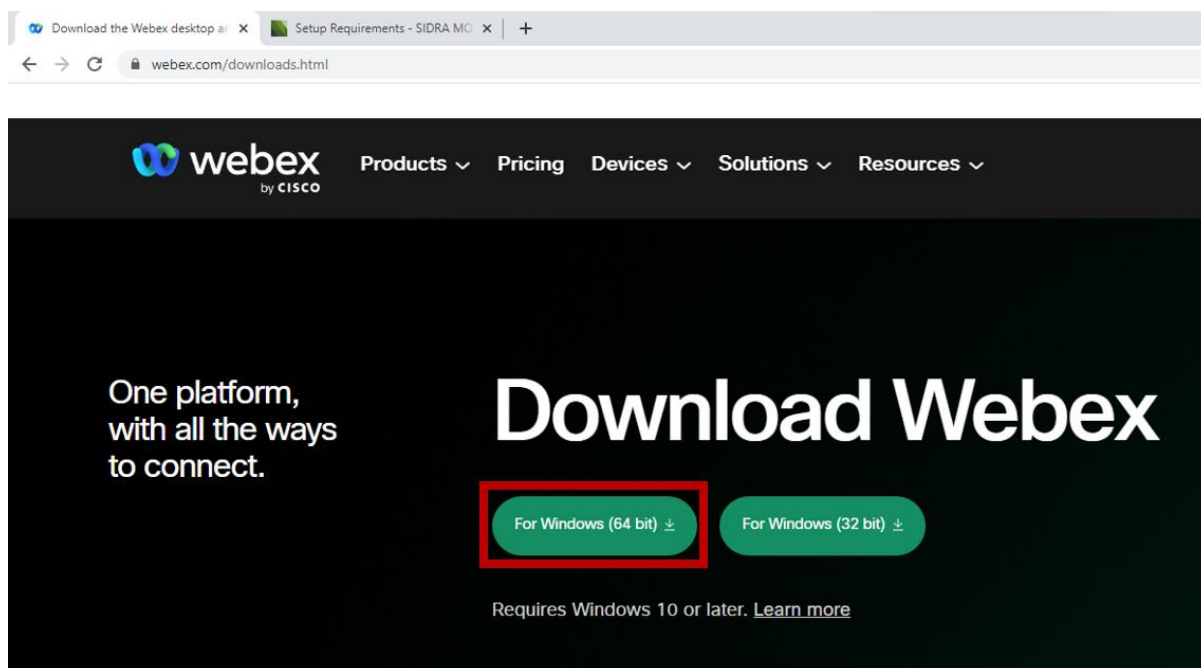 Download the Webex desktop ar
Setup Requirements - SIDRA MO
webex.com/downloads.html
webex
by CISCO
Products
Pricing
Devices
Solutions
Resources
One platform,
with all the ways
to connect.
Download Webex
For Windows (64 bit)
For Windows (32 bit)
Requires Windows 10 or later. Learn more